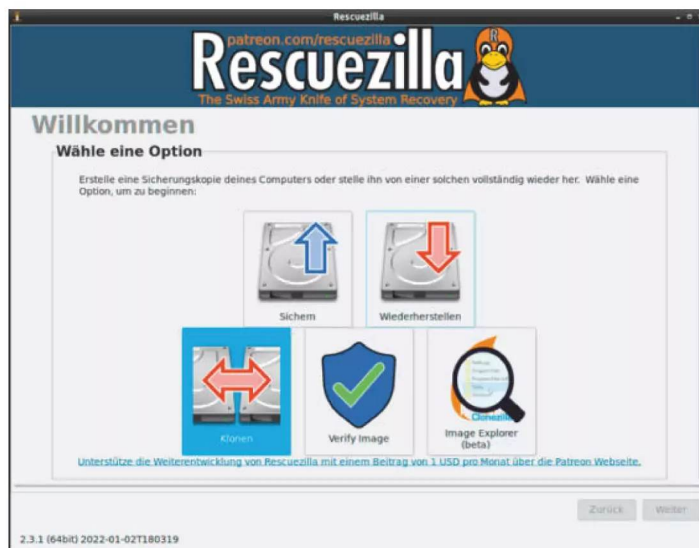 Rescuezilla
patreon.com/rescuezilla
Rescuezilla
R
The Swiss Army Knife of System Recovery
Willkommen
Wähle eine Option
Erstelle eine Sicherungskopie deines Computers oder stelle ihn von einer solchen vollständig wieder her. Wähle eine
Option, um zu beginnen:
Sichern
Wiederherstellen
Klonen
Verify Image
Clonezilla
Image Explorer
(beta)
Unterstütze die Weiterentwicklung von Rescuezilla mit einem Beitrag von 1 USD pro Monat über die Patreon Webseite.
Zurück
Weiter
2.3.1 (64bit) 2022-01-02T180319